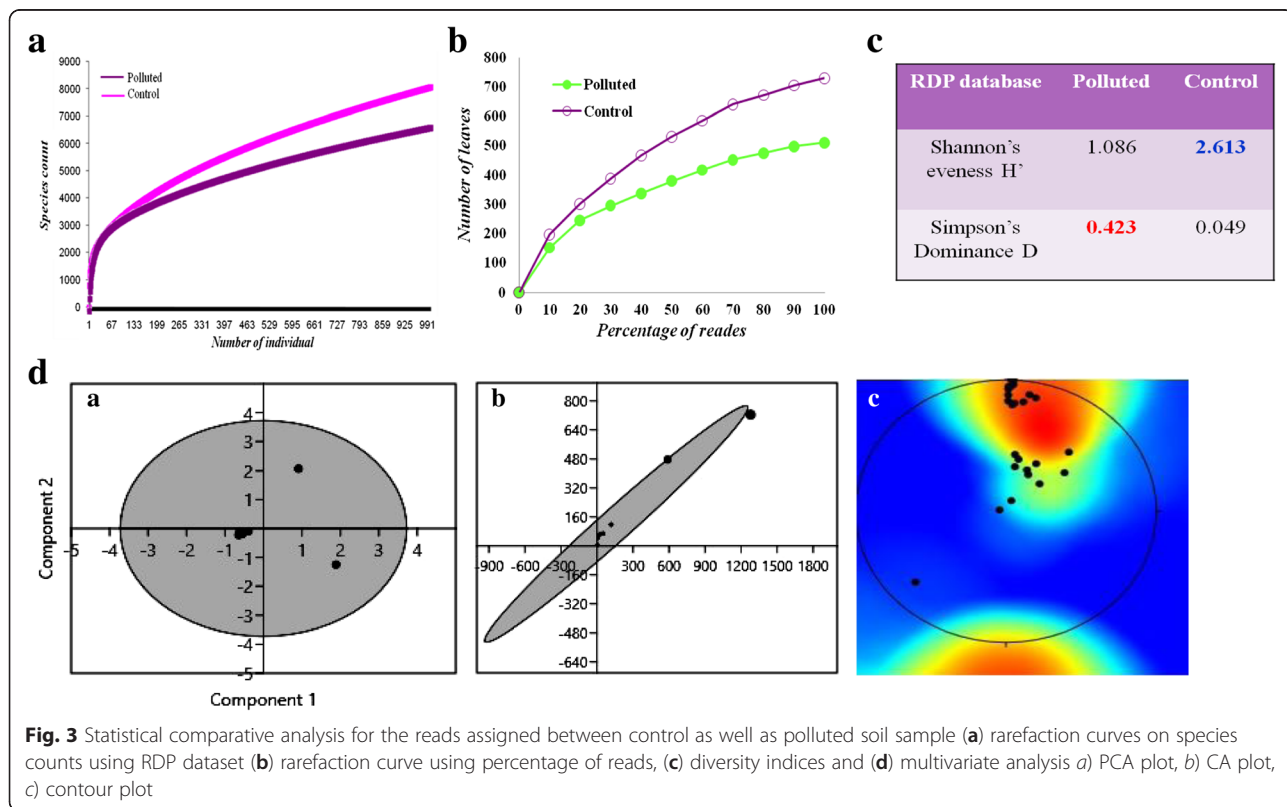 a
9000
8000
7000
6000
5000
4000
3000
2000
1000
0
Species count
Polluted
Control
1 67 133 199 265 331 397 463 529 595 661 727 793 859 925 991
Number of individual
b
800
700
600
500
400
300
200
100
0
Number of leaves
Polluted
Control
0 10 20 30 40 50 60 70 80 90 100
Percentage of reades
c
RDP database Polluted Control
Shannon's
eveness H' 1.086 2.613
Simpson's
Dominance D 0.423 0.049
d
a
4
3
2
1
-5 -4 -3 -2 -1 1 2 3 4
-1
-2
-3
-4
-5
Component 2
Component 1
b
800
640
480
320
160
-900 -300 300 600 900 1200 1500 1800
-160
-320
-480
-640
c
Fig. 3 Statistical comparative analysis for the reads assigned between control as well as polluted soil sample (a) rarefaction curves on species
counts using RDP dataset (b) rarefaction curve using percentage of reads, (c) diversity indices and (d) multivariate analysis a) PCA plot, b) CA plot,
c) contour plot